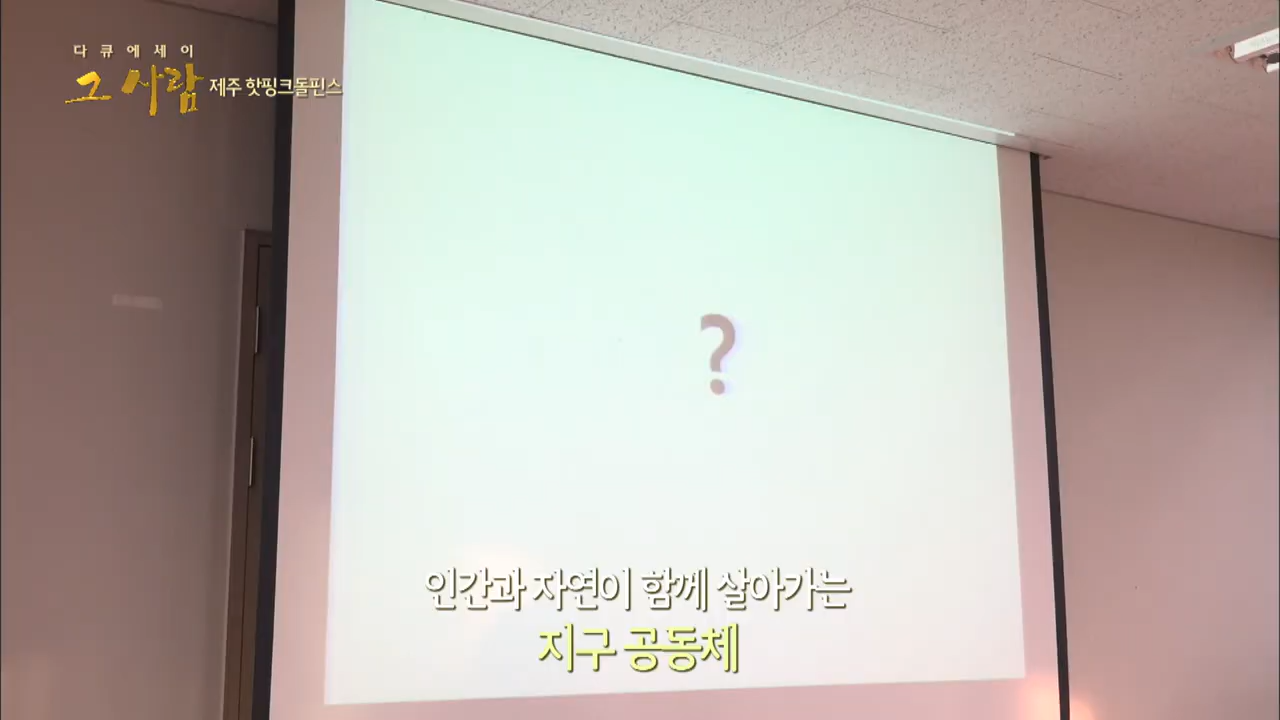 다큐에세이
그 사람 제주 핫핑크돌핀스
?
인간과 자연이 함께 살아가는
지구 공동체